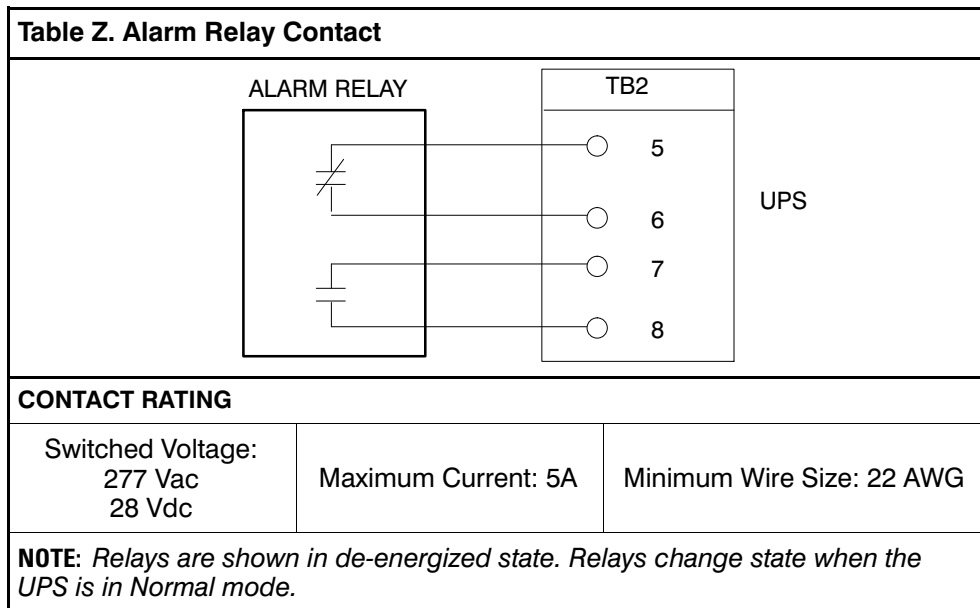 Table Z. Alarm Relay Contact
ALARM RELAY
TB2
5
6
UPS
7
8
CONTACT RATING
Switched Voltage:
277 Vac
28 Vdc
Maximum Current: 5A
Minimum Wire Size: 22 AWG
NOTE: Relays are shown in de-energized state. Relays change state when the
UPS is in Normal mode.